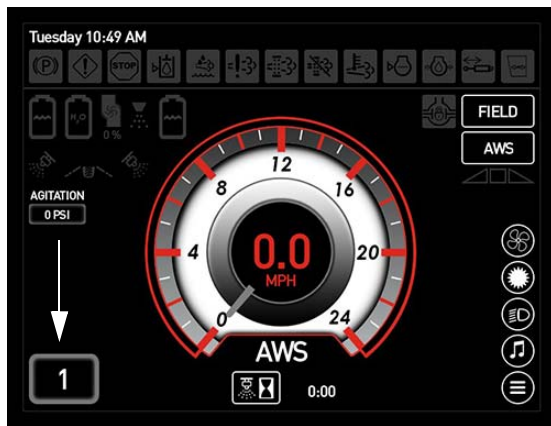 Tuesday 10:49 AM
(P)
STOP
H₂O
0 %
FIELD
AWS
AGITATION
0 PSI
0
4
8
12
16
20
24
0.0
MPH
AWS
0:00
1